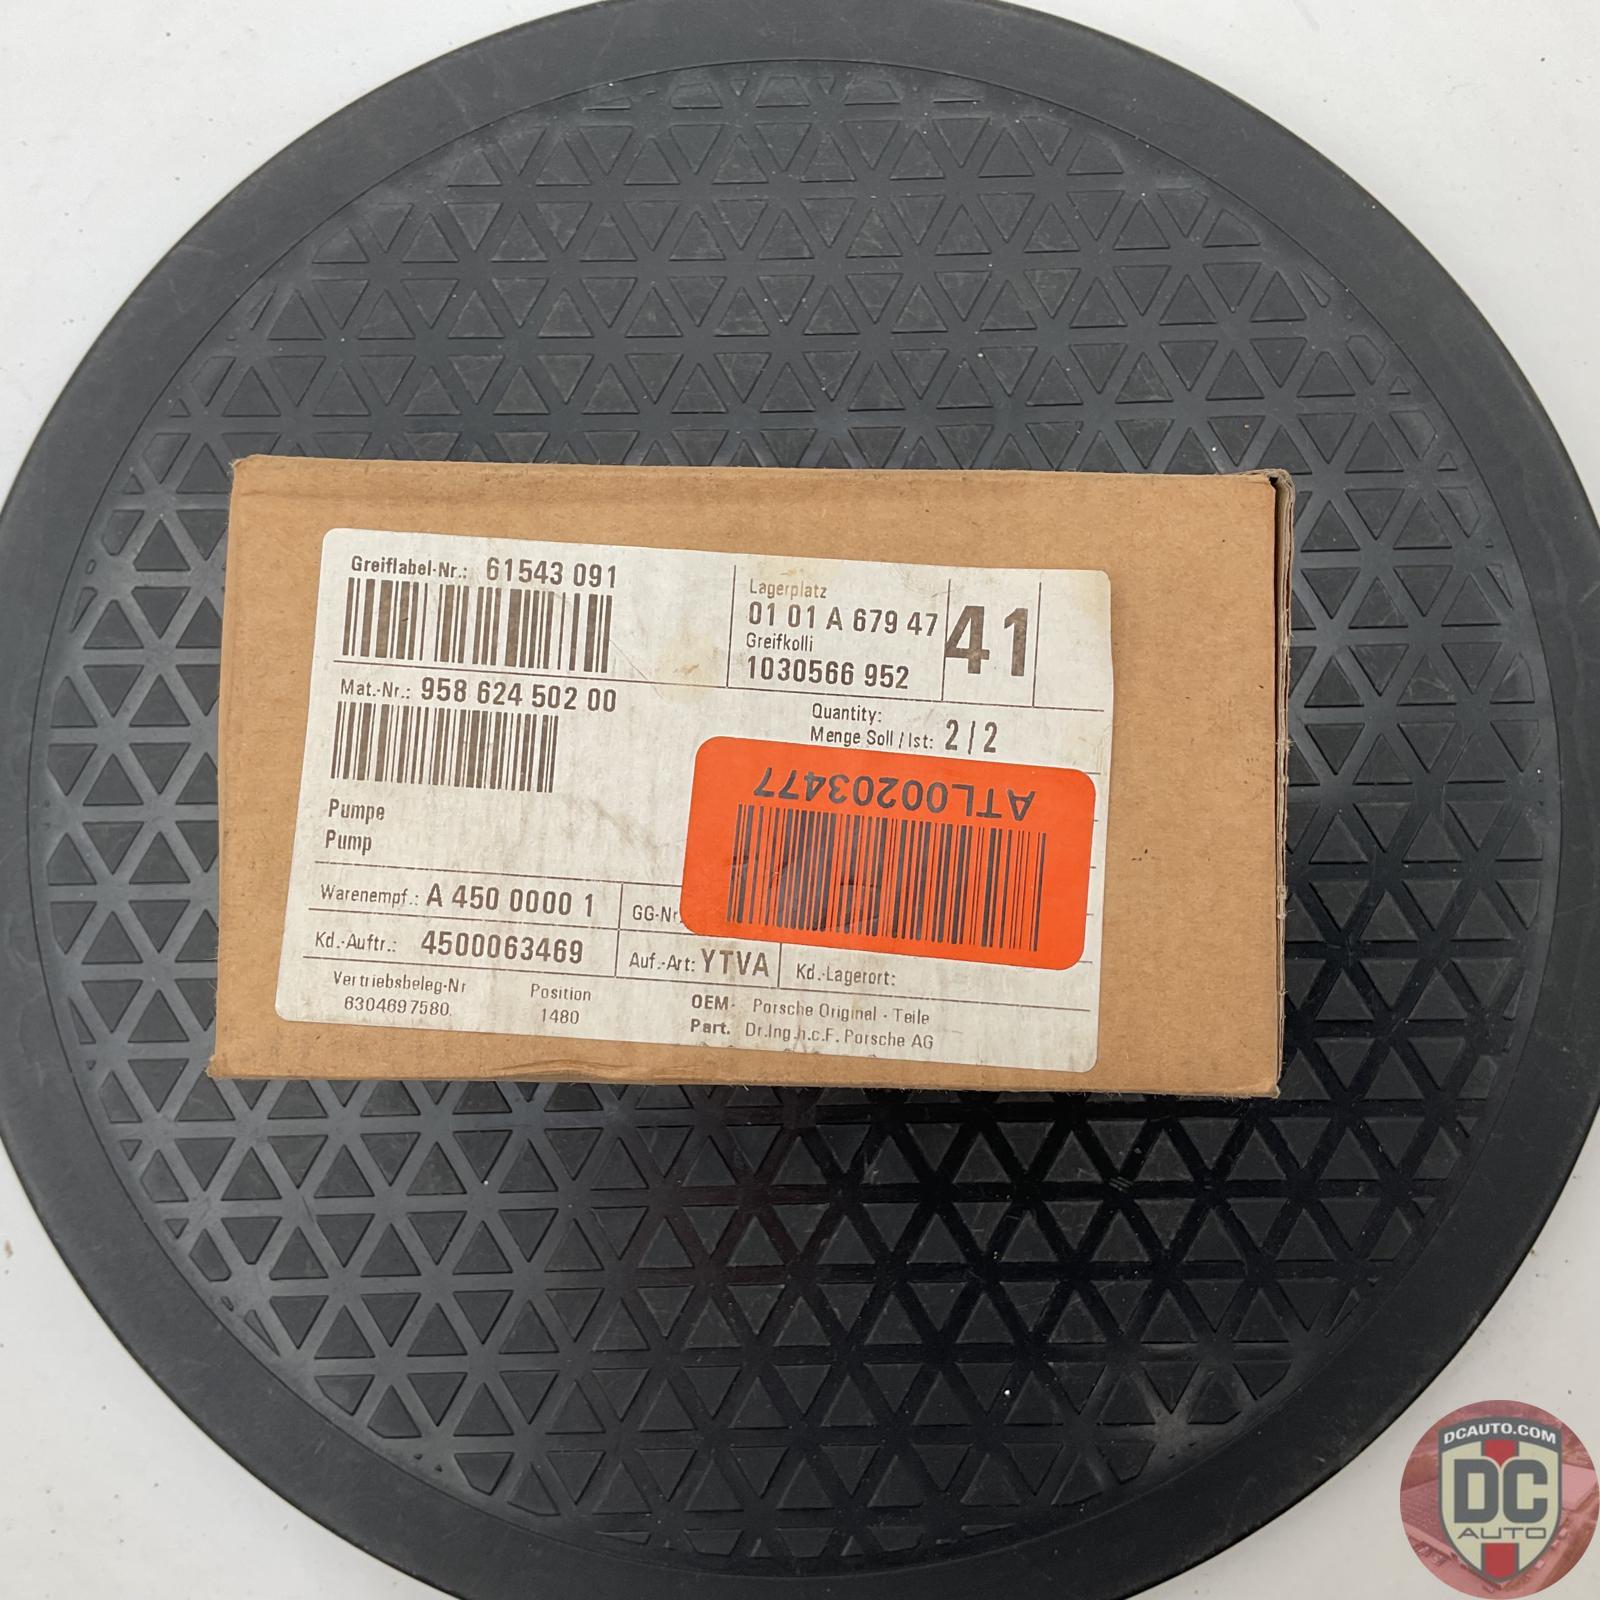 Greiflabel-Nr.: 61543 091
Lagerplatz
01 01 A 679 47
41
Greifkolli
1030566 952
Mat.-Nr.: 958 624 502 00
Quantity:
Menge Soll / Ist: 2 / 2
ATL00203477
Pumpe
Pump
Warenempf.: A 450 0000 1
GG-Nr.
Kd.-Auftr.: 4500063469
Auf.-Art: YTVA
Kd.-Lagerort:
Vertriebsbeleg-Nr
6304697580.
Position
1480
OEM- Porsche Original - Teile
Part. Dr.Ing.h.c.F. Porsche AG
DCAUTO.COM
DC
AUTO